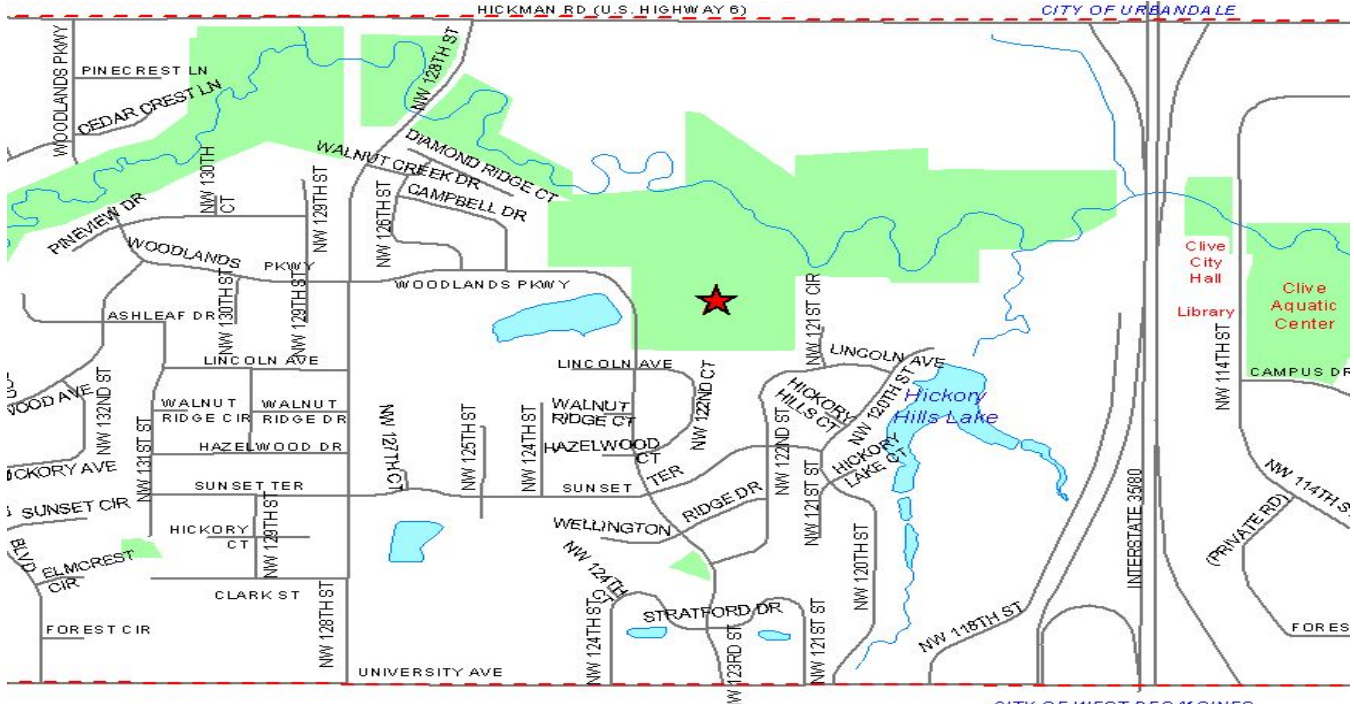 HICKMAN RD (U.S. HIGHWAY 6)
CITY OF URBANDALE
WOODLANDS PKWY
PINECREST LN
CEDAR CREST LN
NW 128TH ST
DIAMOND RIDGE CT
WALNUT CREEK DR
CAMPBELL DR
NW 130TH
CT
NW 129TH ST
NW 126TH ST
PINEVIEW DR
WOODLANDS
PKWY
WOODLANDS PKWY
Clive
City
Hall
Library
Clive
Aquatic
Center
NW 130TH ST
NW 129TH ST
ASHLEAF DR
NW 121ST CIR
LINCOLN AVE
LINCOLN AVE
LINCOLN AVE
NW 114TH ST
CAMPUS DR
NW 132ND ST
WOOD AVE
WALNUT
RIDGE CIR
WALNUT
RIDGE DR
WALNUT
RIDGE CT
NW 122ND CT
HICKORY
HILLS CT
NW 120TH ST
Hickory
Hills Lake
NW 131ST ST
HAZELWOOD DR
NW 127TH CT
NW 125TH ST
NW 124TH ST
HAZELWOOD
CT
NW 122ND ST
HICKORY
LAKE CT
SUNSET TER
SUNSET
TER
NW 121ST ST
NW 114TH ST
(PRIVATE RD)
SUNSET CIR
RIDGE DR
WELLINGTON
HICKORY
CT
NW 129TH ST
BLVD
ELMCREST
CIR
NW 124TH
CT
NW 120TH ST
INTERSTATE 35/80
CLARK ST
NW 128TH ST
NW 124TH ST
STRATFORD DR
NW 123RD ST
NW 121ST ST
NW 118TH ST
FOREST CIR
UNIVERSITY AVE